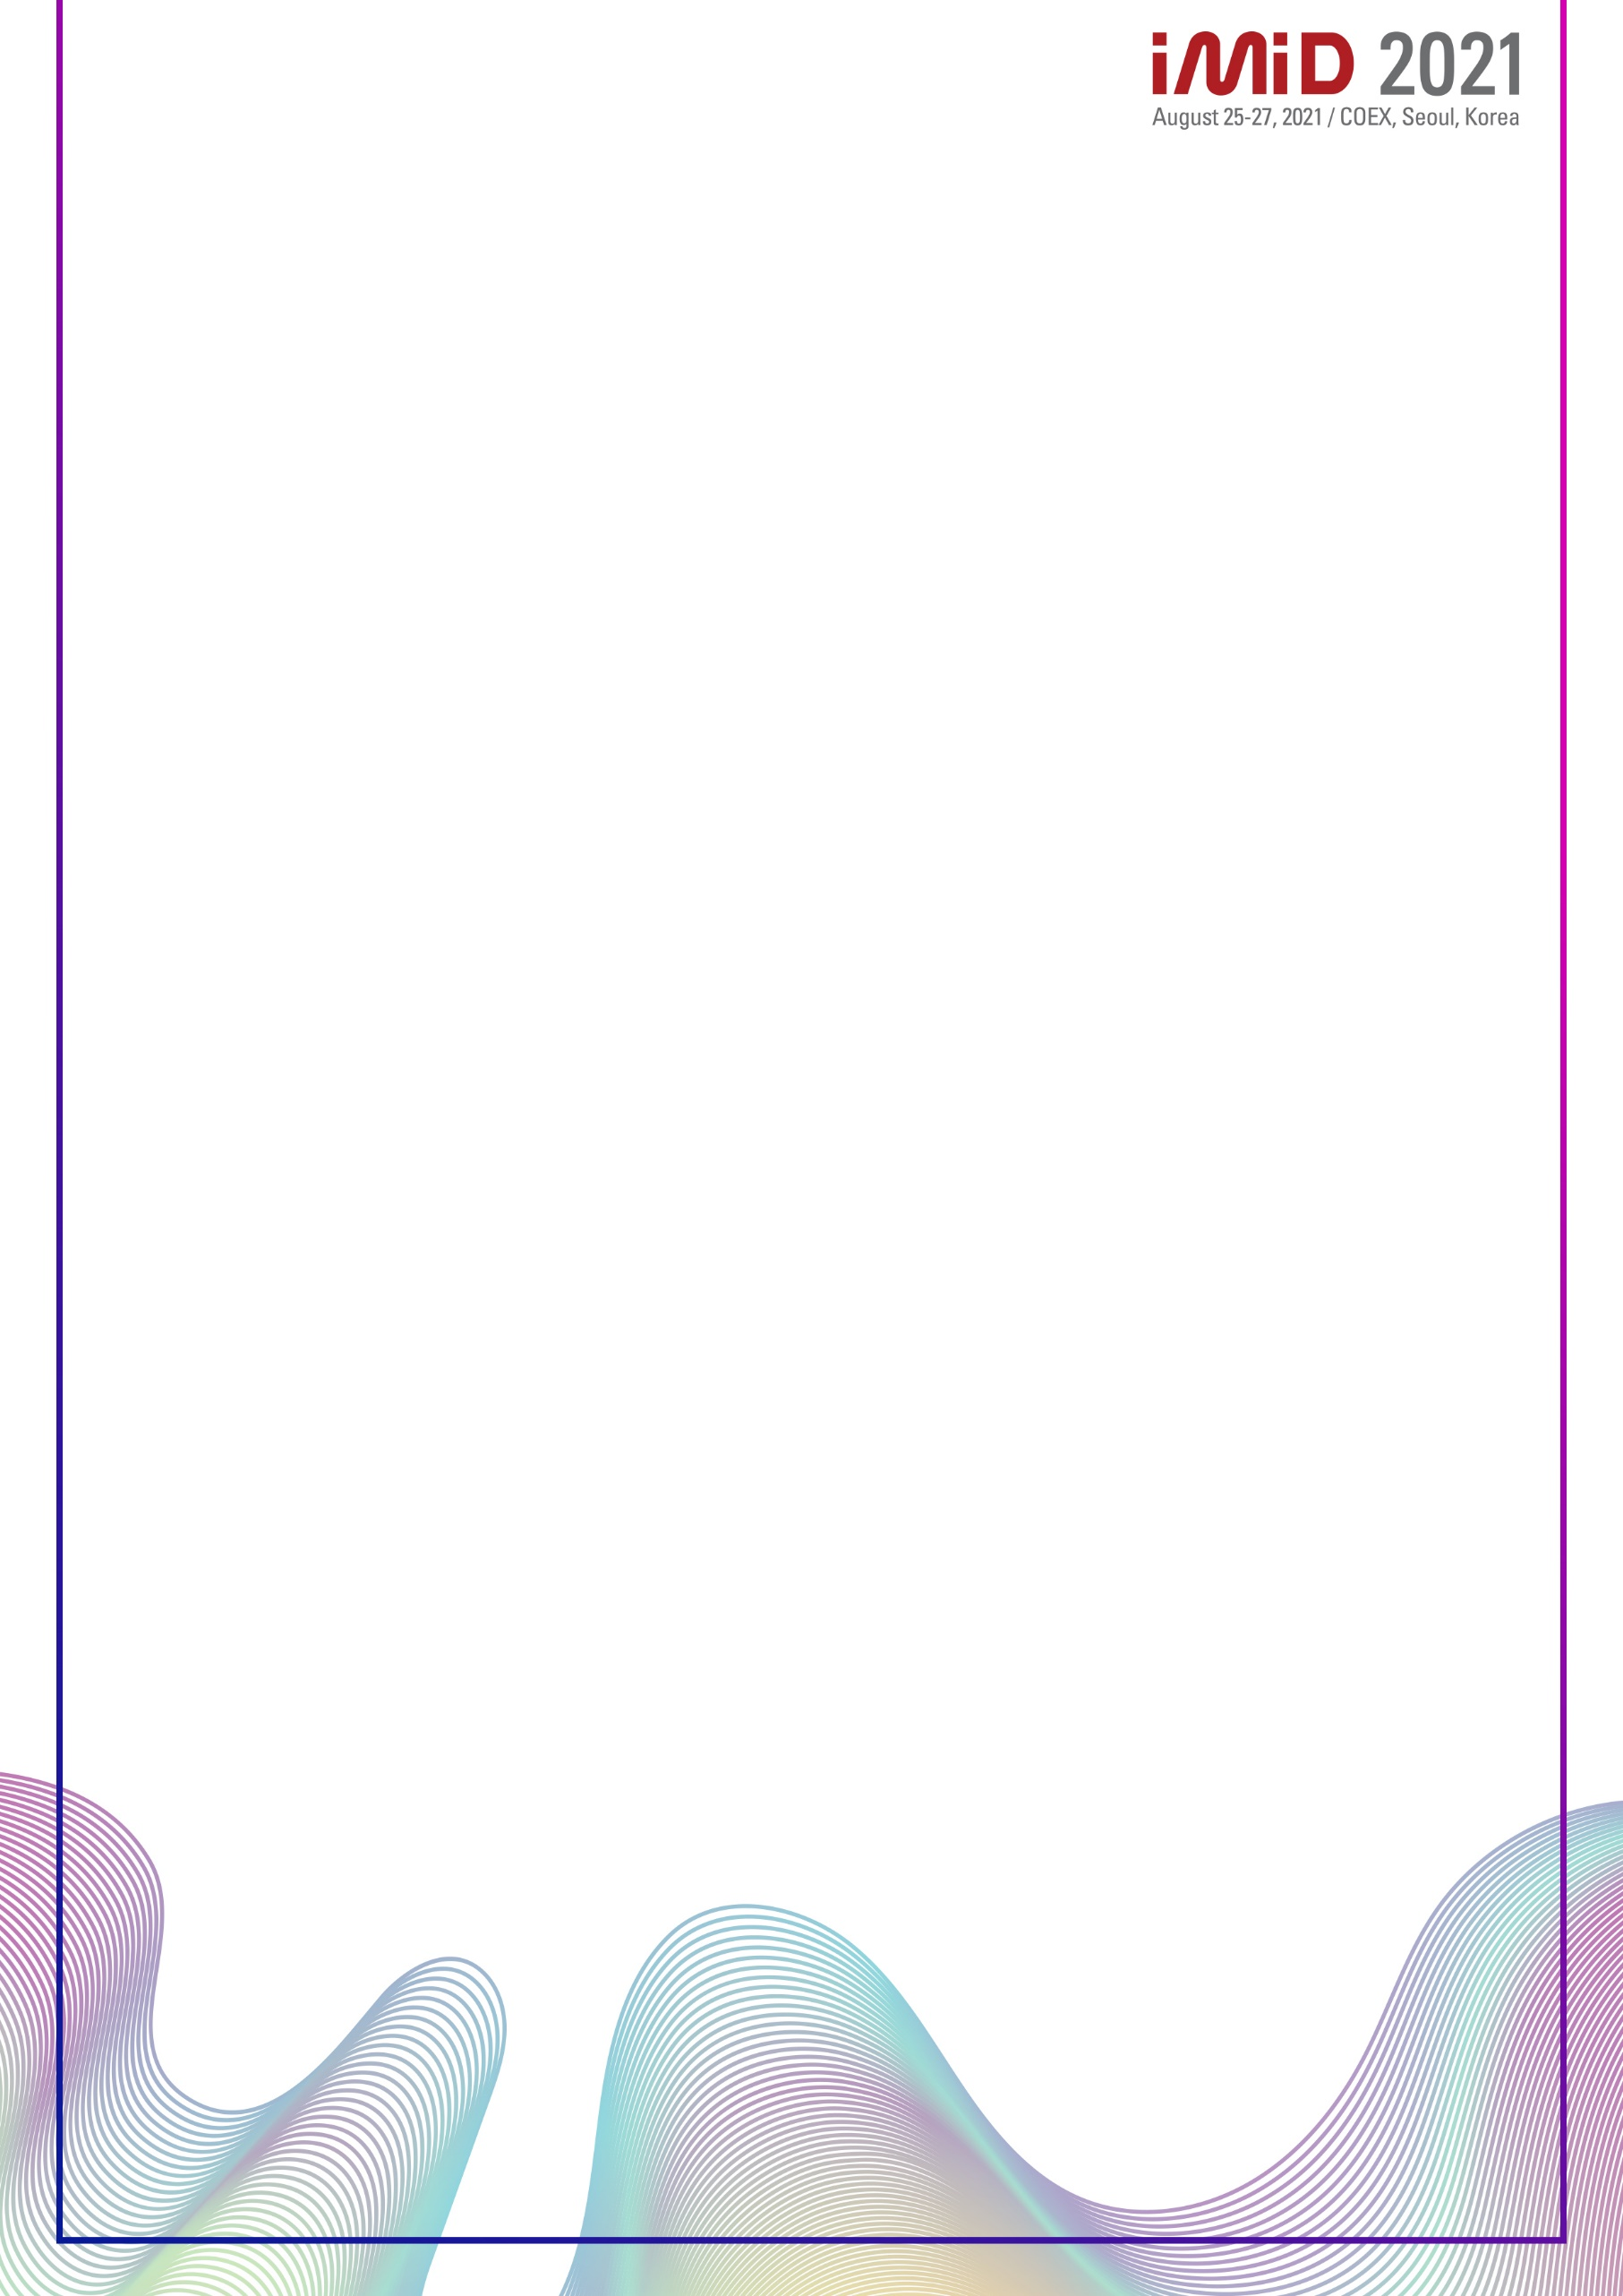 iMiD 2021
August 25-27, 2021 / COEX, Seoul, Korea